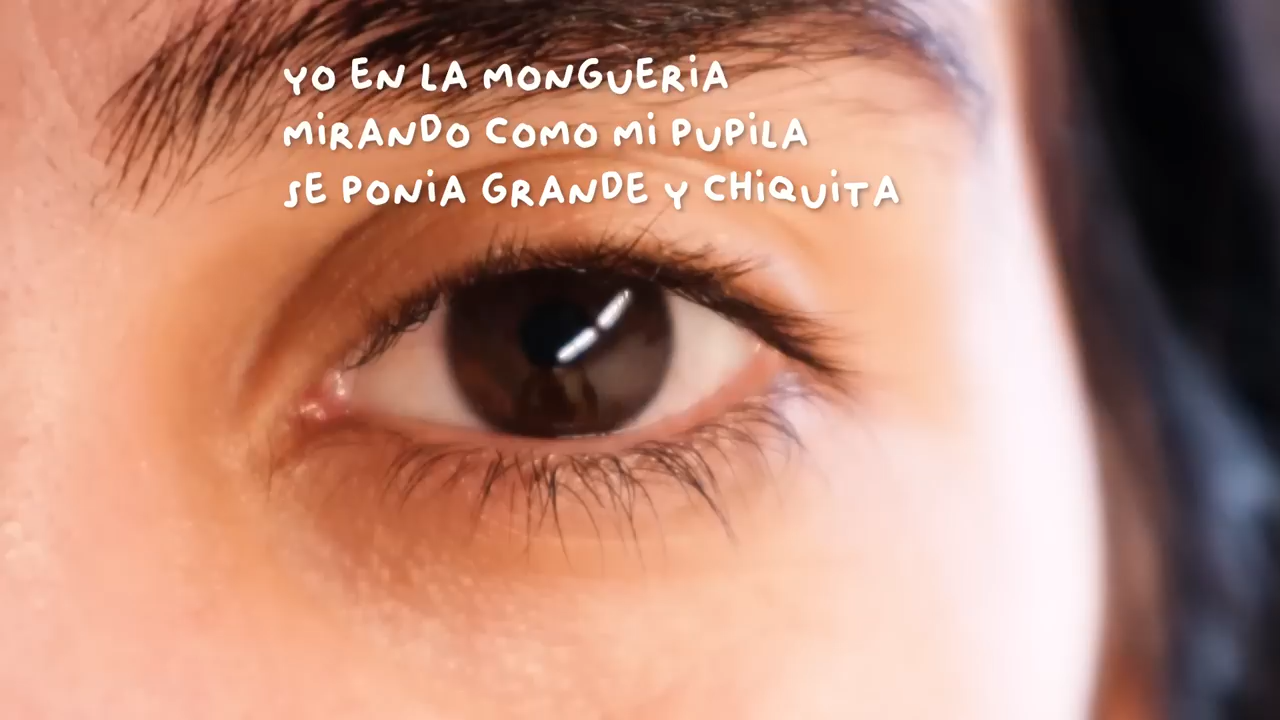 YO EN LA MONGUERiA
MiRANDO COMO Mi PUPiLA
SE PONiA GRANDE Y CHiQUiTA